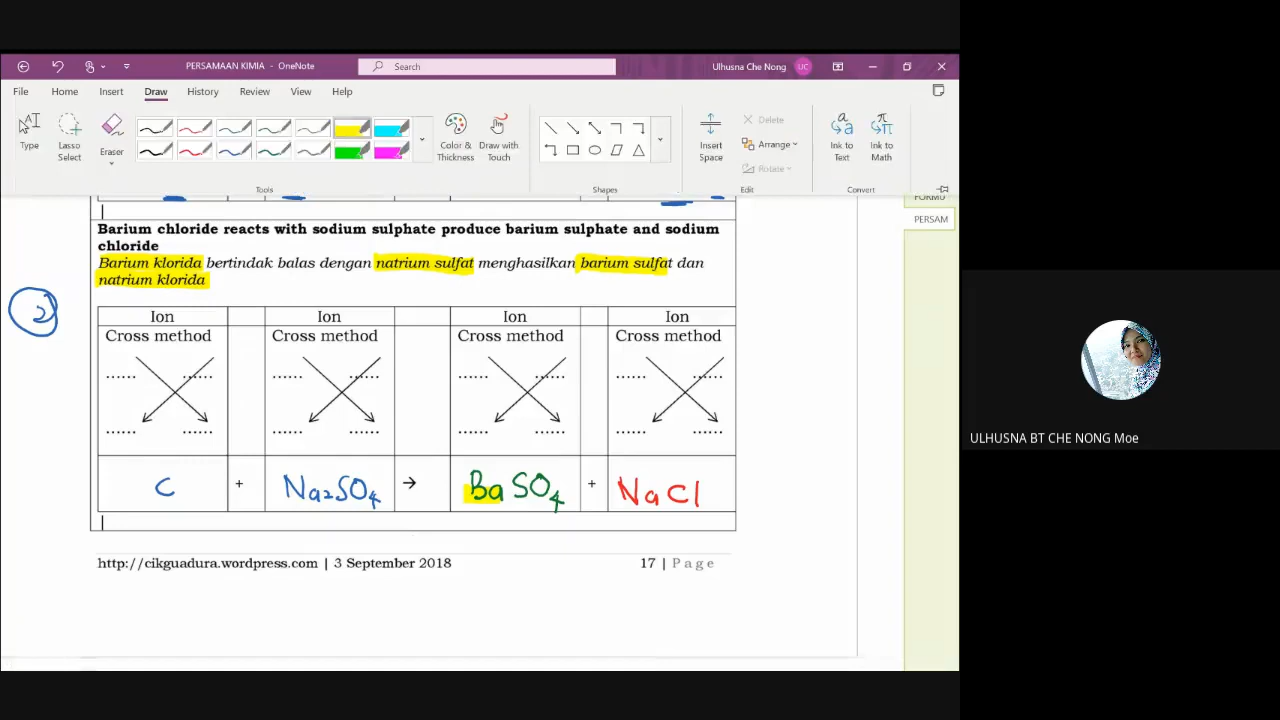 PERSAMAAN KIMIA - OneNote
Search
Ulhusna Che Nong
UC
File Home Insert Draw History Review View Help
Type
Lasso Select
Eraser
Color & Thickness
Draw with Touch
Insert Space
Delete
Arrange
Rotate
Ink to Text
Ink to Math
Tools Shapes Edit Convert
PERSAM
Barium chloride reacts with sodium sulphate produce barium sulphate and sodium
chloride
Barium klorida bertindak balas dengan natrium sulfat menghasilkan barium sulfat dan
natrium klorida
2
Ion Ion Ion Ion
Cross method Cross method Cross method Cross method
...... ...... ...... ...... ...... ...... ...... ......
...... ...... ...... ...... ...... ...... ...... ......
C + Na2SO4 → BaSO4 + NaCl
http://cikguadura.wordpress.com | 3 September 2018 17 | Page
ULHUSNA BT CHE NONG Moe